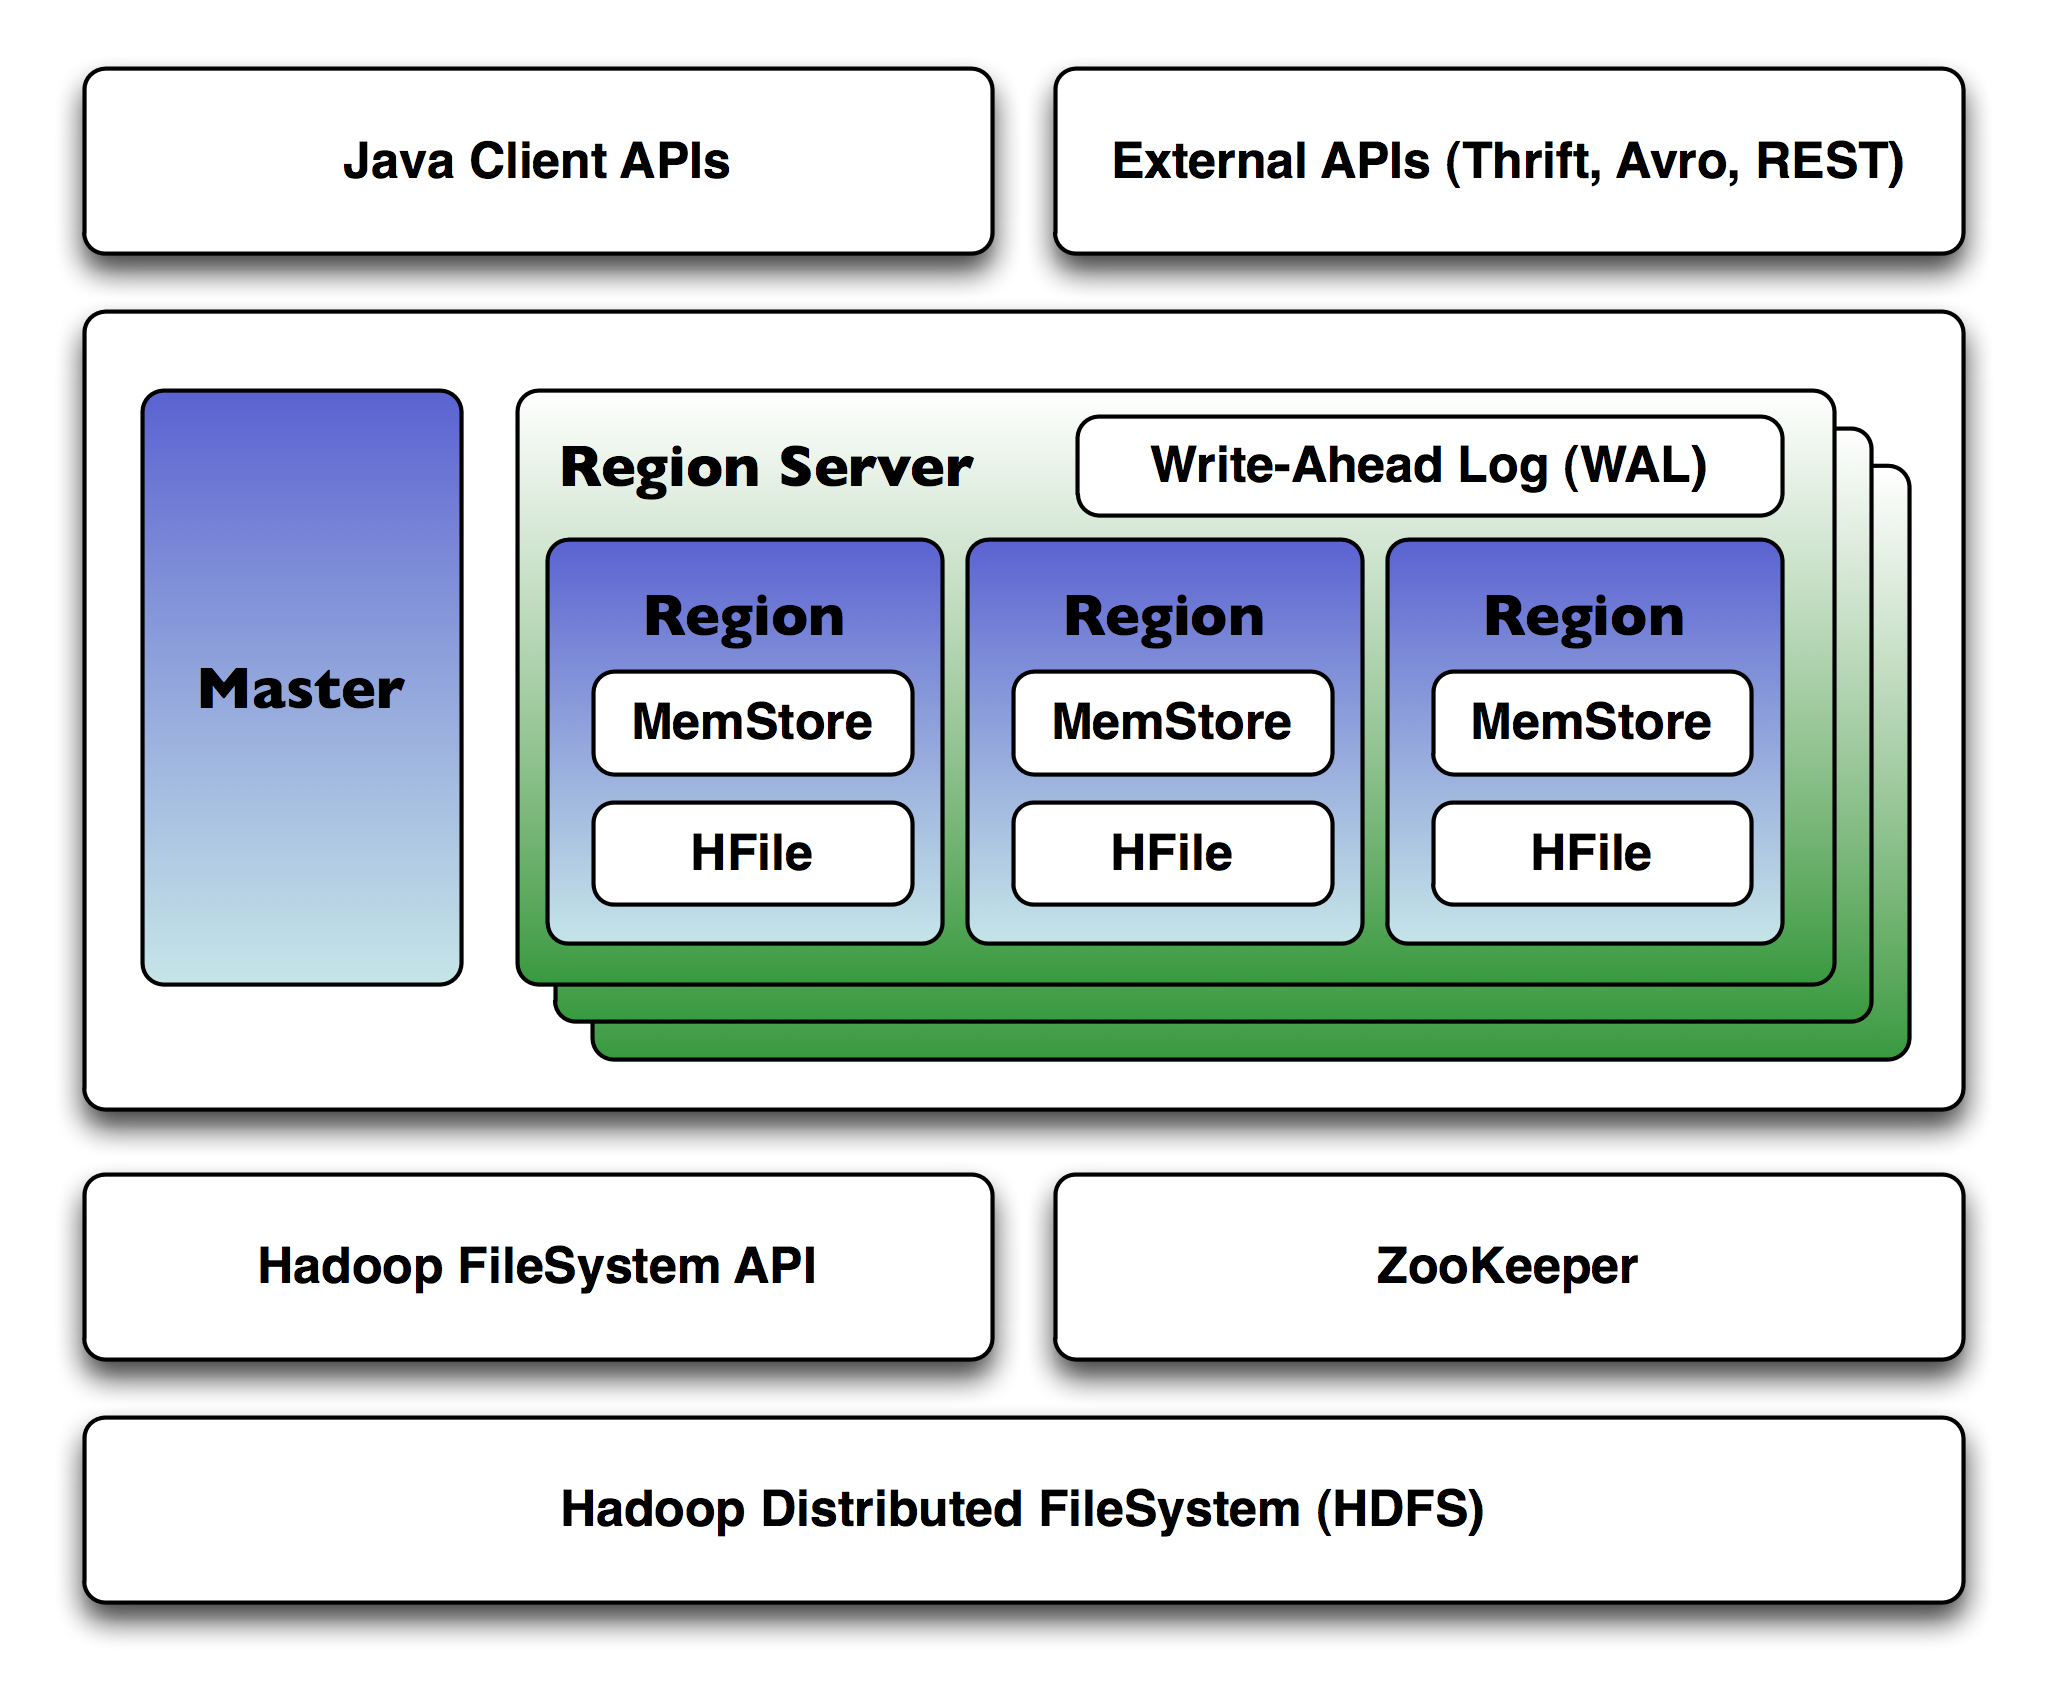 Java Client APIs
External APIs (Thrift, Avro, REST)
Region Server
Write-Ahead Log (WAL)
Master
Region
MemStore
HFile
Region
MemStore
HFile
Region
MemStore
HFile
Hadoop FileSystem API
ZooKeeper
Hadoop Distributed FileSystem (HDFS)